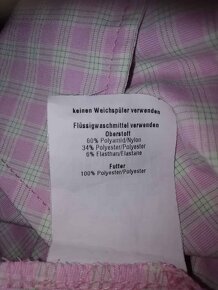 keinen Weichspüler verwenden
Flüssigwaschmittel verwenden
Oberstoff
60% Polyamid/Nylon
34% Polyester/Polyester
6% Elasthan/Elastane
Futter
100% Polyester/Polyester